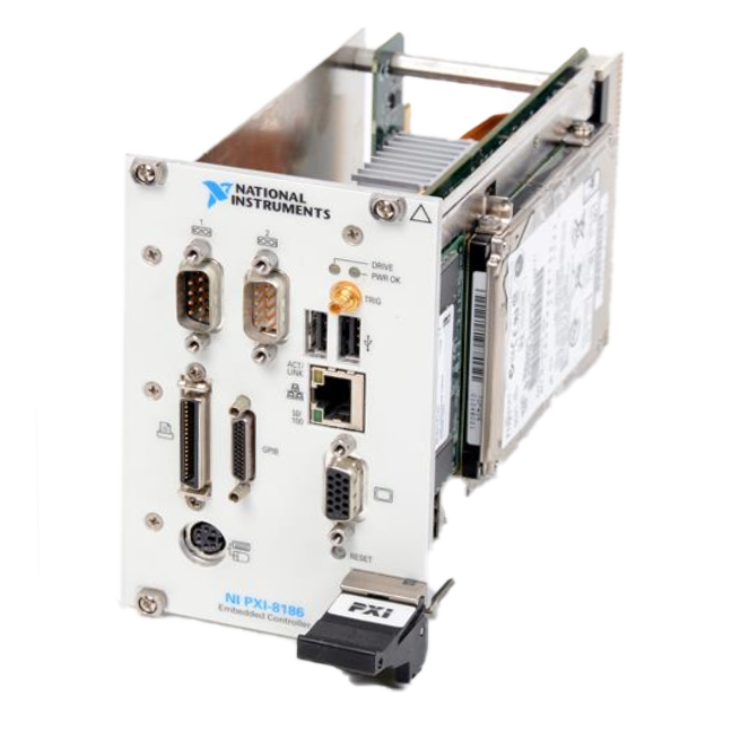 NATIONAL
INSTRUMENTS
1
2
DRIVE
PWR OK
TRIG
ACT/
LINK
10/
100
GPIB
RESET
NI PXI-8186
Embedded Controller
PXI